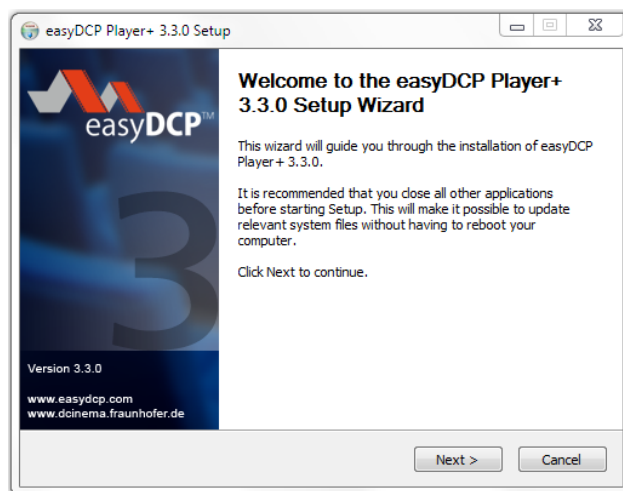 easyDCP Player+ 3.3.0 Setup
easyDCP™
3
Version 3.3.0
www.easydcp.com
www.dcinema.fraunhofer.de
Welcome to the easyDCP Player+
3.3.0 Setup Wizard
This wizard will guide you through the installation of easyDCP
Player+ 3.3.0.
It is recommended that you close all other applications
before starting Setup. This will make it possible to update
relevant system files without having to reboot your
computer.
Click Next to continue.
Next >
Cancel